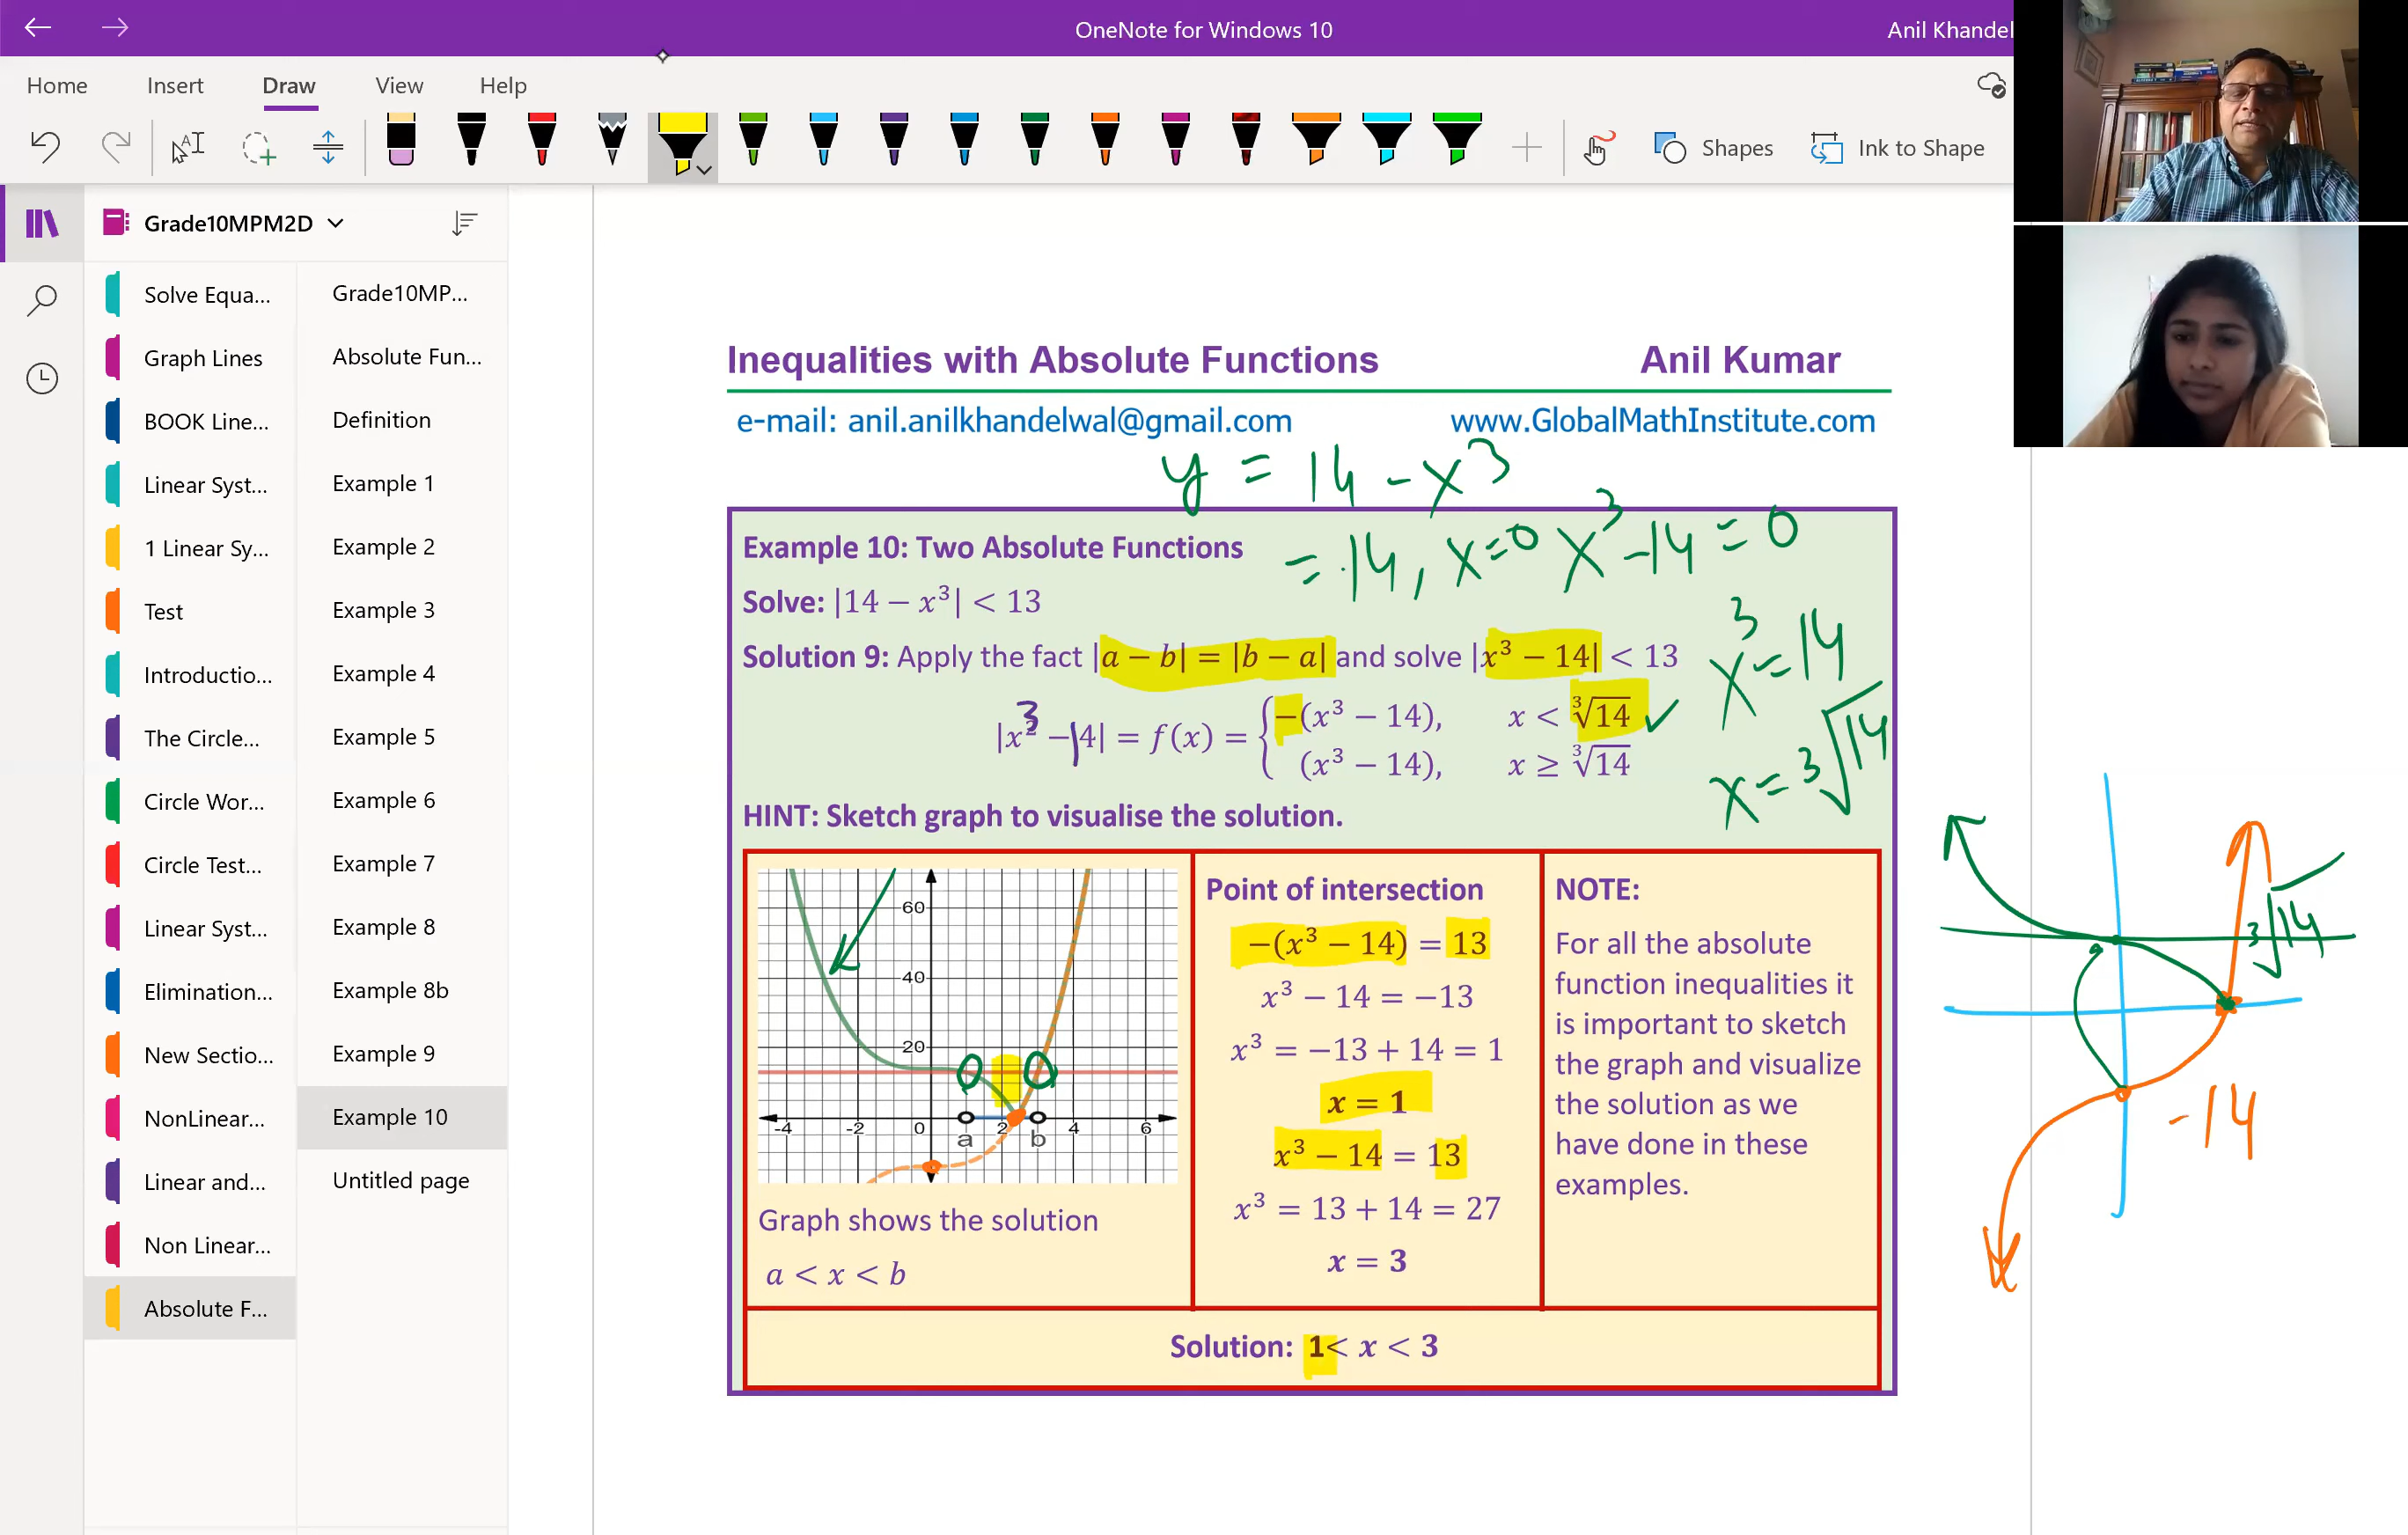 OneNote for Windows 10
Anil Khandel
Home Insert Draw View Help
Shapes Ink to Shape
Grade10MPM2D
Solve Equa...
Graph Lines
BOOK Line...
Linear Syst...
1 Linear Sy...
Test
Introductio...
The Circle...
Circle Wor...
Circle Test...
Linear Syst...
Elimination...
New Sectio...
NonLinear...
Linear and...
Non Linear...
Absolute F...
Grade10MP...
Absolute Fun...
Definition
Example 1
Example 2
Example 3
Example 4
Example 5
Example 6
Example 7
Example 8
Example 8b
Example 9
Example 10
Untitled page
Inequalities with Absolute Functions Anil Kumar
e-mail: anil.anilkhandelwal@gmail.com www.GlobalMathInstitute.com
y = 14 - x³
Example 10: Two Absolute Functions
= 14, x=0 x³ - 14 = 0
Solve: |14 − x³| < 13
x³ = 14
Solution 9: Apply the fact |a − b| = |b − a| and solve |x³ − 14| < 13
|x³ − 14| = f(x) = { −(x³ − 14), x < ∛14 ✓
(x³ − 14), x ≥ ∛14
x = ∛14
HINT: Sketch graph to visualise the solution.
60
40
20
-4 -2 0 2 4 6
a b
Graph shows the solution
a < x < b
Point of intersection
−(x³ − 14) = 13
x³ − 14 = −13
x³ = −13 + 14 = 1
x = 1
x³ − 14 = 13
x³ = 13 + 14 = 27
x = 3
NOTE:
For all the absolute
function inequalities it
is important to sketch
the graph and visualize
the solution as we
have done in these
examples.
Solution: 1 < x < 3
∛14
-14